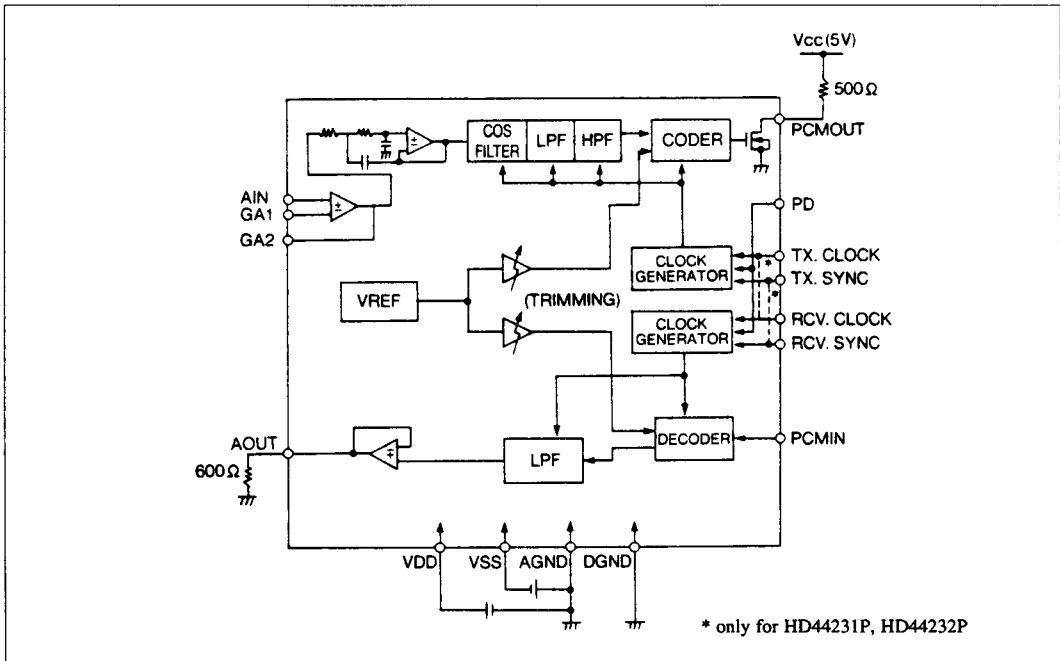 Vcc (5V)
500Ω
COS
FILTER
LPF
HPF
CODER
PCMOUT
±
AIN
GA1
GA2
±
PD
CLOCK
GENERATOR
TX. CLOCK
*
TX. SYNC
*
VREF
(TRIMMING)
CLOCK
GENERATOR
RCV. CLOCK
RCV. SYNC
AOUT
600Ω
∓
LPF
DECODER
PCMIN
VDD
VSS
AGND
DGND
* only for HD44231P, HD44232P